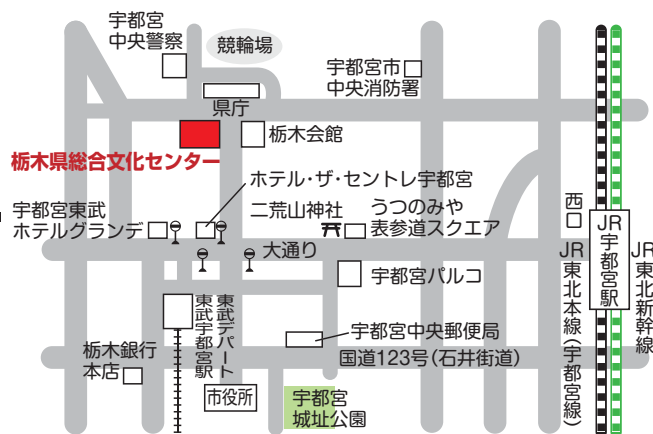 宇都宮
中央警察
競輪場
宇都宮市
中央消防署
県庁
栃木会館
栃木県総合文化センター
ホテル・ザ・セントレ宇都宮
宇都宮東武
ホテルグランデ
二荒山神社
うつのみや
表参道スクエア
西口
JR宇都宮駅
大通り
宇都宮パルコ
JR東北本線(宇都宮線)
JR東北新幹線
東武デパート
東武宇都宮駅
宇都宮中央郵便局
国道123号(石井街道)
栃木銀行
本店
市役所
宇都宮
城址公園